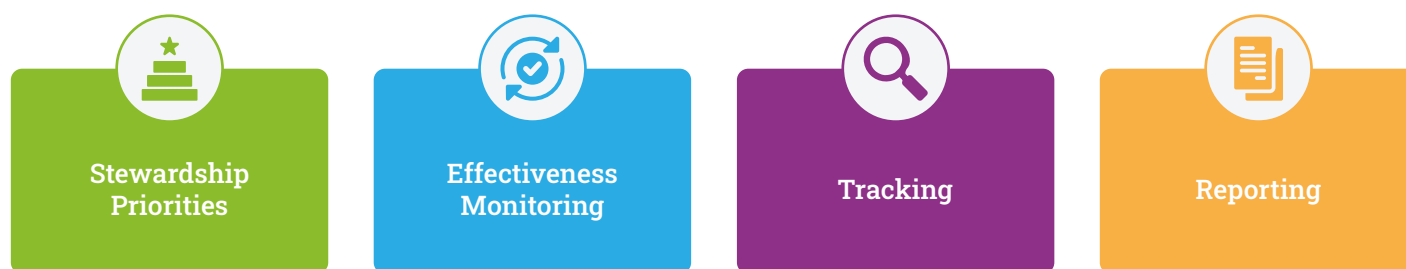 Stewardship
Priorities
Effectiveness
Monitoring
Tracking
Reporting